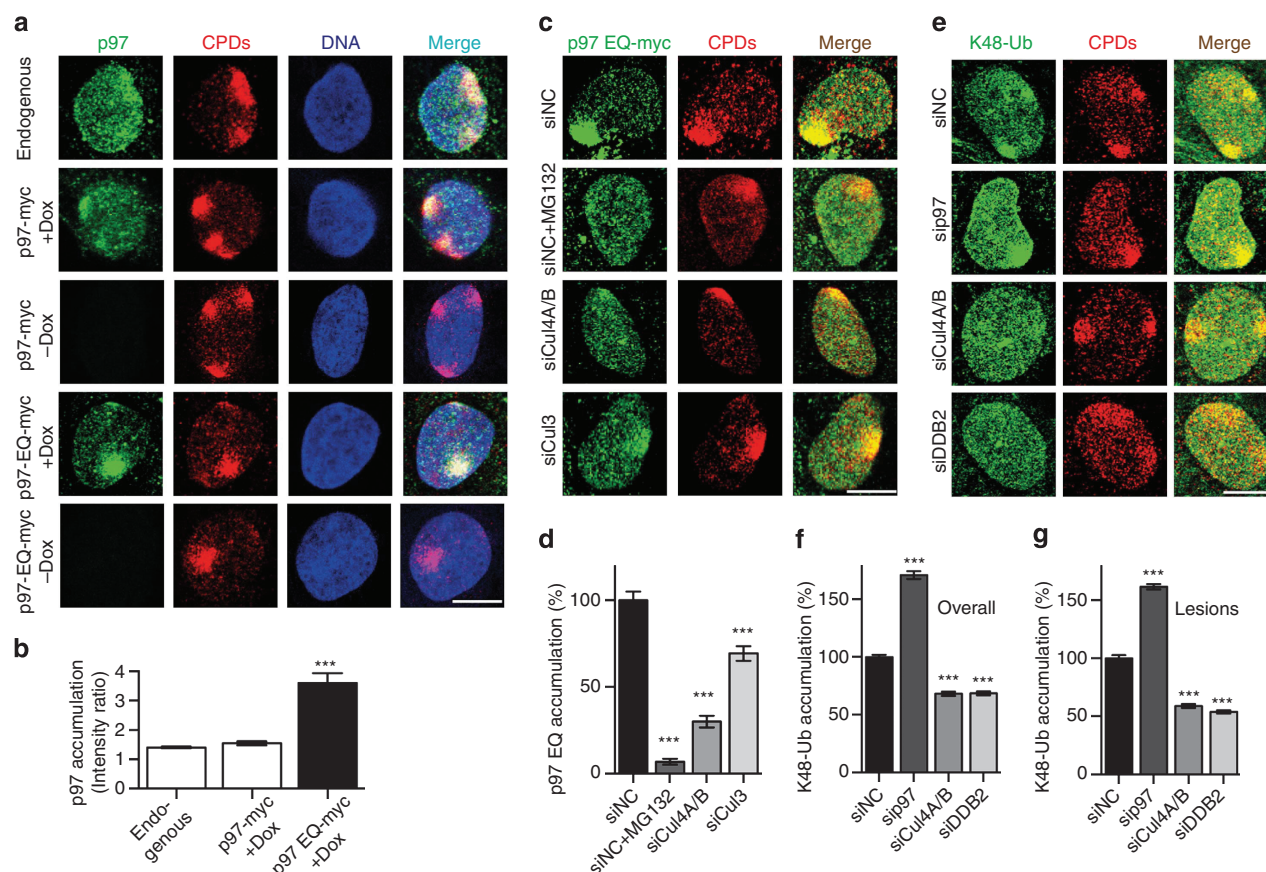 a
p97 CPDs DNA Merge
Endogenous
p97-myc
+Dox
p97-myc
–Dox
p97-EQ-myc
+Dox
p97-EQ-myc
–Dox
b
p97 accumulation
(Intensity ratio)
4
3
2
1
0
***
Endo-
genous
p97-myc
+Dox
p97 EQ-myc
+Dox
c
p97 EQ-myc CPDs Merge
siNC
siNC+MG132
siCul4A/B
siCul3
d
p97 EQ accumulation (%)
100
50
0
***
***
***
siNC
siNC+MG132
siCul4A/B
siCul3
e
K48-Ub CPDs Merge
siNC
sip97
siCul4A/B
siDDB2
f
K48-Ub accumulation (%)
150
100
50
0
***
Overall
*** ***
siNC
sip97
siCul4A/B
siDDB2
g
K48-Ub accumulation (%)
150
100
50
0
***
Lesions
*** ***
siNC
sip97
siCul4A/B
siDDB2